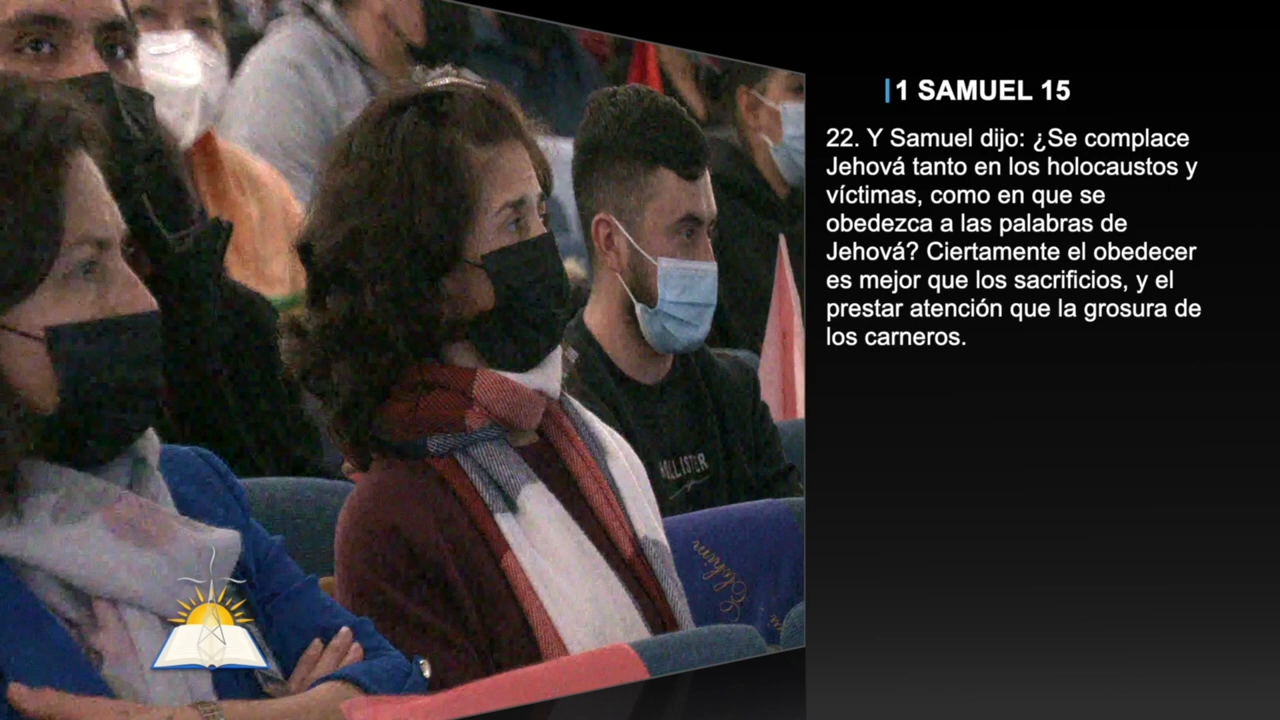 1 SAMUEL 15
22. Y Samuel dijo: ¿Se complace
Jehová tanto en los holocaustos y
víctimas, como en que se
obedezca a las palabras de
Jehová? Ciertamente el obedecer
es mejor que los sacrificios, y el
prestar atención que la grosura de
los carneros.
HOLLISTER
Elohim